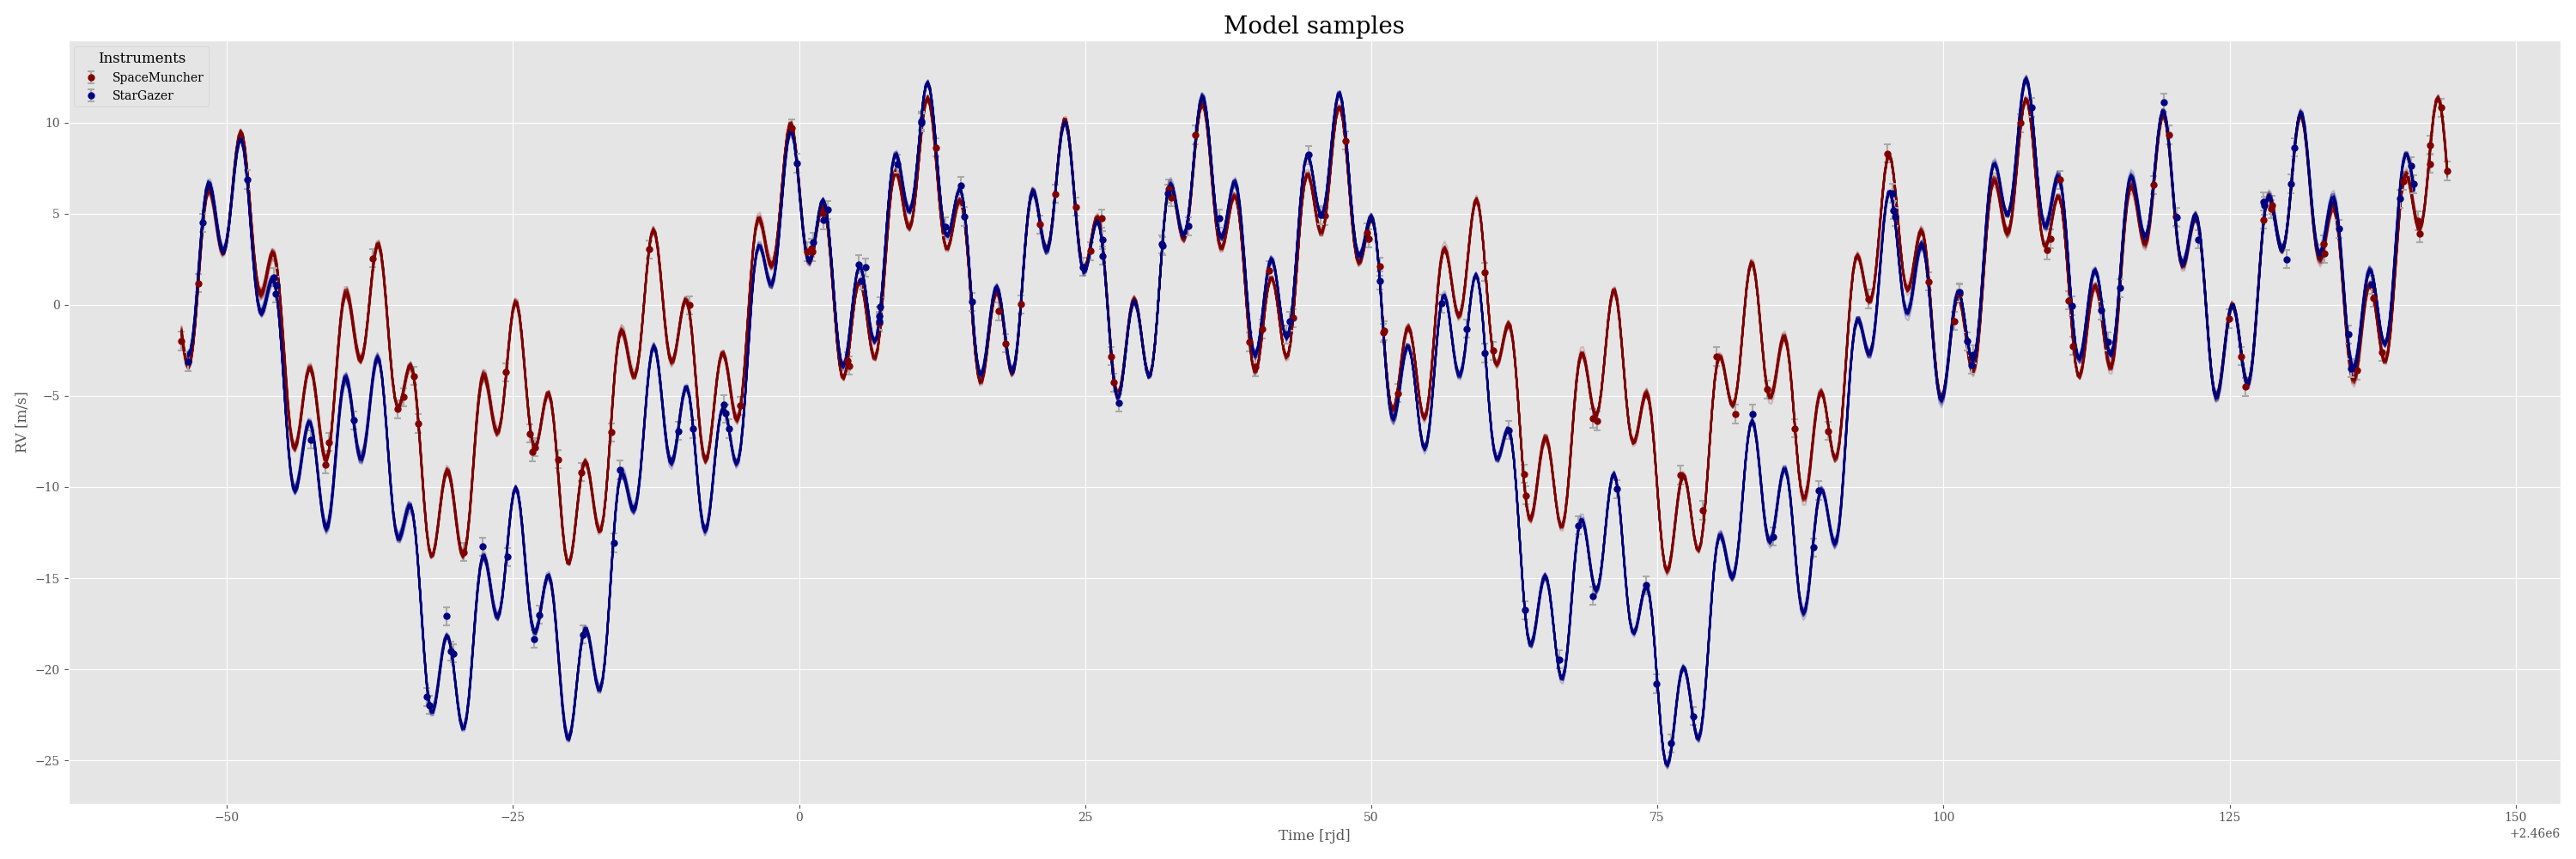 Model samples
Instruments
SpaceMuncher
StarGazer
RV [m/s]
10
5
0
−5
−10
−15
−20
−25
−50
−25
0
25
50
75
100
125
150
Time [rjd]
+2.46e6